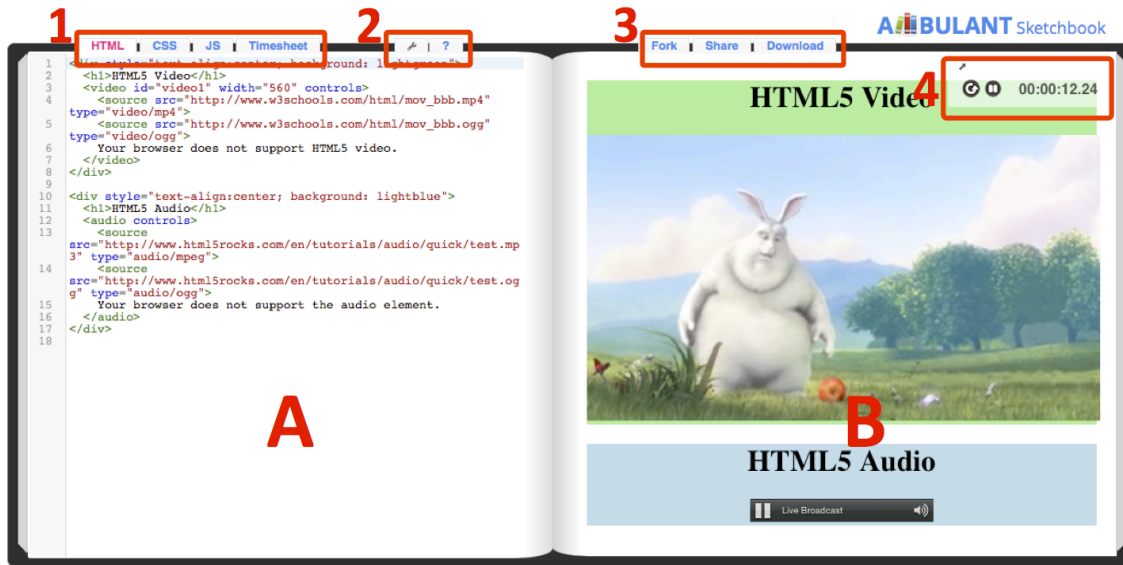 1
2
3
AMBULANT Sketchbook
HTML CSS JS Timesheet
?
Fork Share Download
4
00:00:12.24
1 <div style="text-align:center; background: lightgreen">
2 <h1>HTML5 Video</h1>
3 <video id="video1" width="560" controls>
4 <source src="http://www.w3schools.com/html/mov_bbb.mp4"
type="video/mp4">
5 <source src="http://www.w3schools.com/html/mov_bbb.ogg"
type="video/ogg">
6 Your browser does not support HTML5 video.
7 </video>
8 </div>
9
10 <div style="text-align:center; background: lightblue">
11 <h1>HTML5 Audio</h1>
12 <audio controls>
13 <source
src="http://www.html5rocks.com/en/tutorials/audio/quick/test.mp
3" type="audio/mpeg">
14 <source
src="http://www.html5rocks.com/en/tutorials/audio/quick/test.og
g" type="audio/ogg">
15 Your browser does not support the audio element.
16 </audio>
17 </div>
18
A
HTML5 Video
B
HTML5 Audio
Live Broadcast